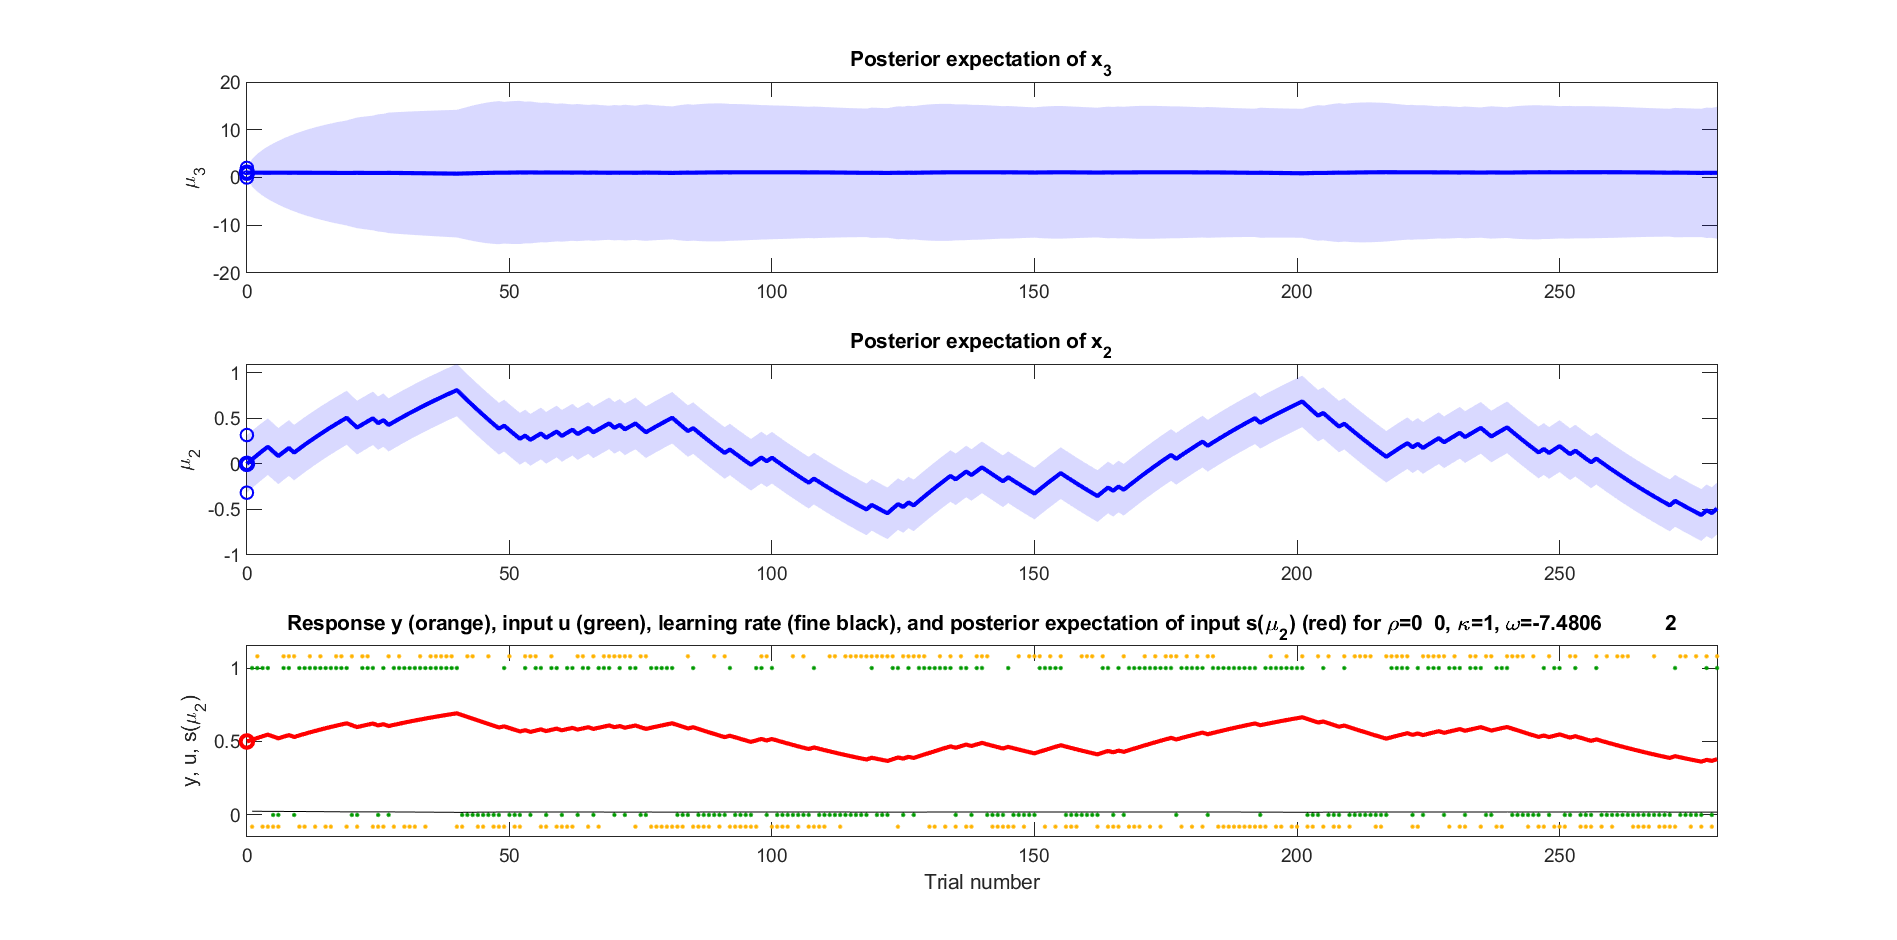 Posterior expectation of x3
20
10
0
-10
-20
μ3
0 50 100 150 200 250
Posterior expectation of x2
1
0.5
0
-0.5
-1
μ2
0 50 100 150 200 250
Response y (orange), input u (green), learning rate (fine black), and posterior expectation of input s(μ2) (red) for ρ=0 0, κ=1, ω=-7.4806 2
1
0.5
0
y, u, s(μ2)
0 50 100 150 200 250
Trial number